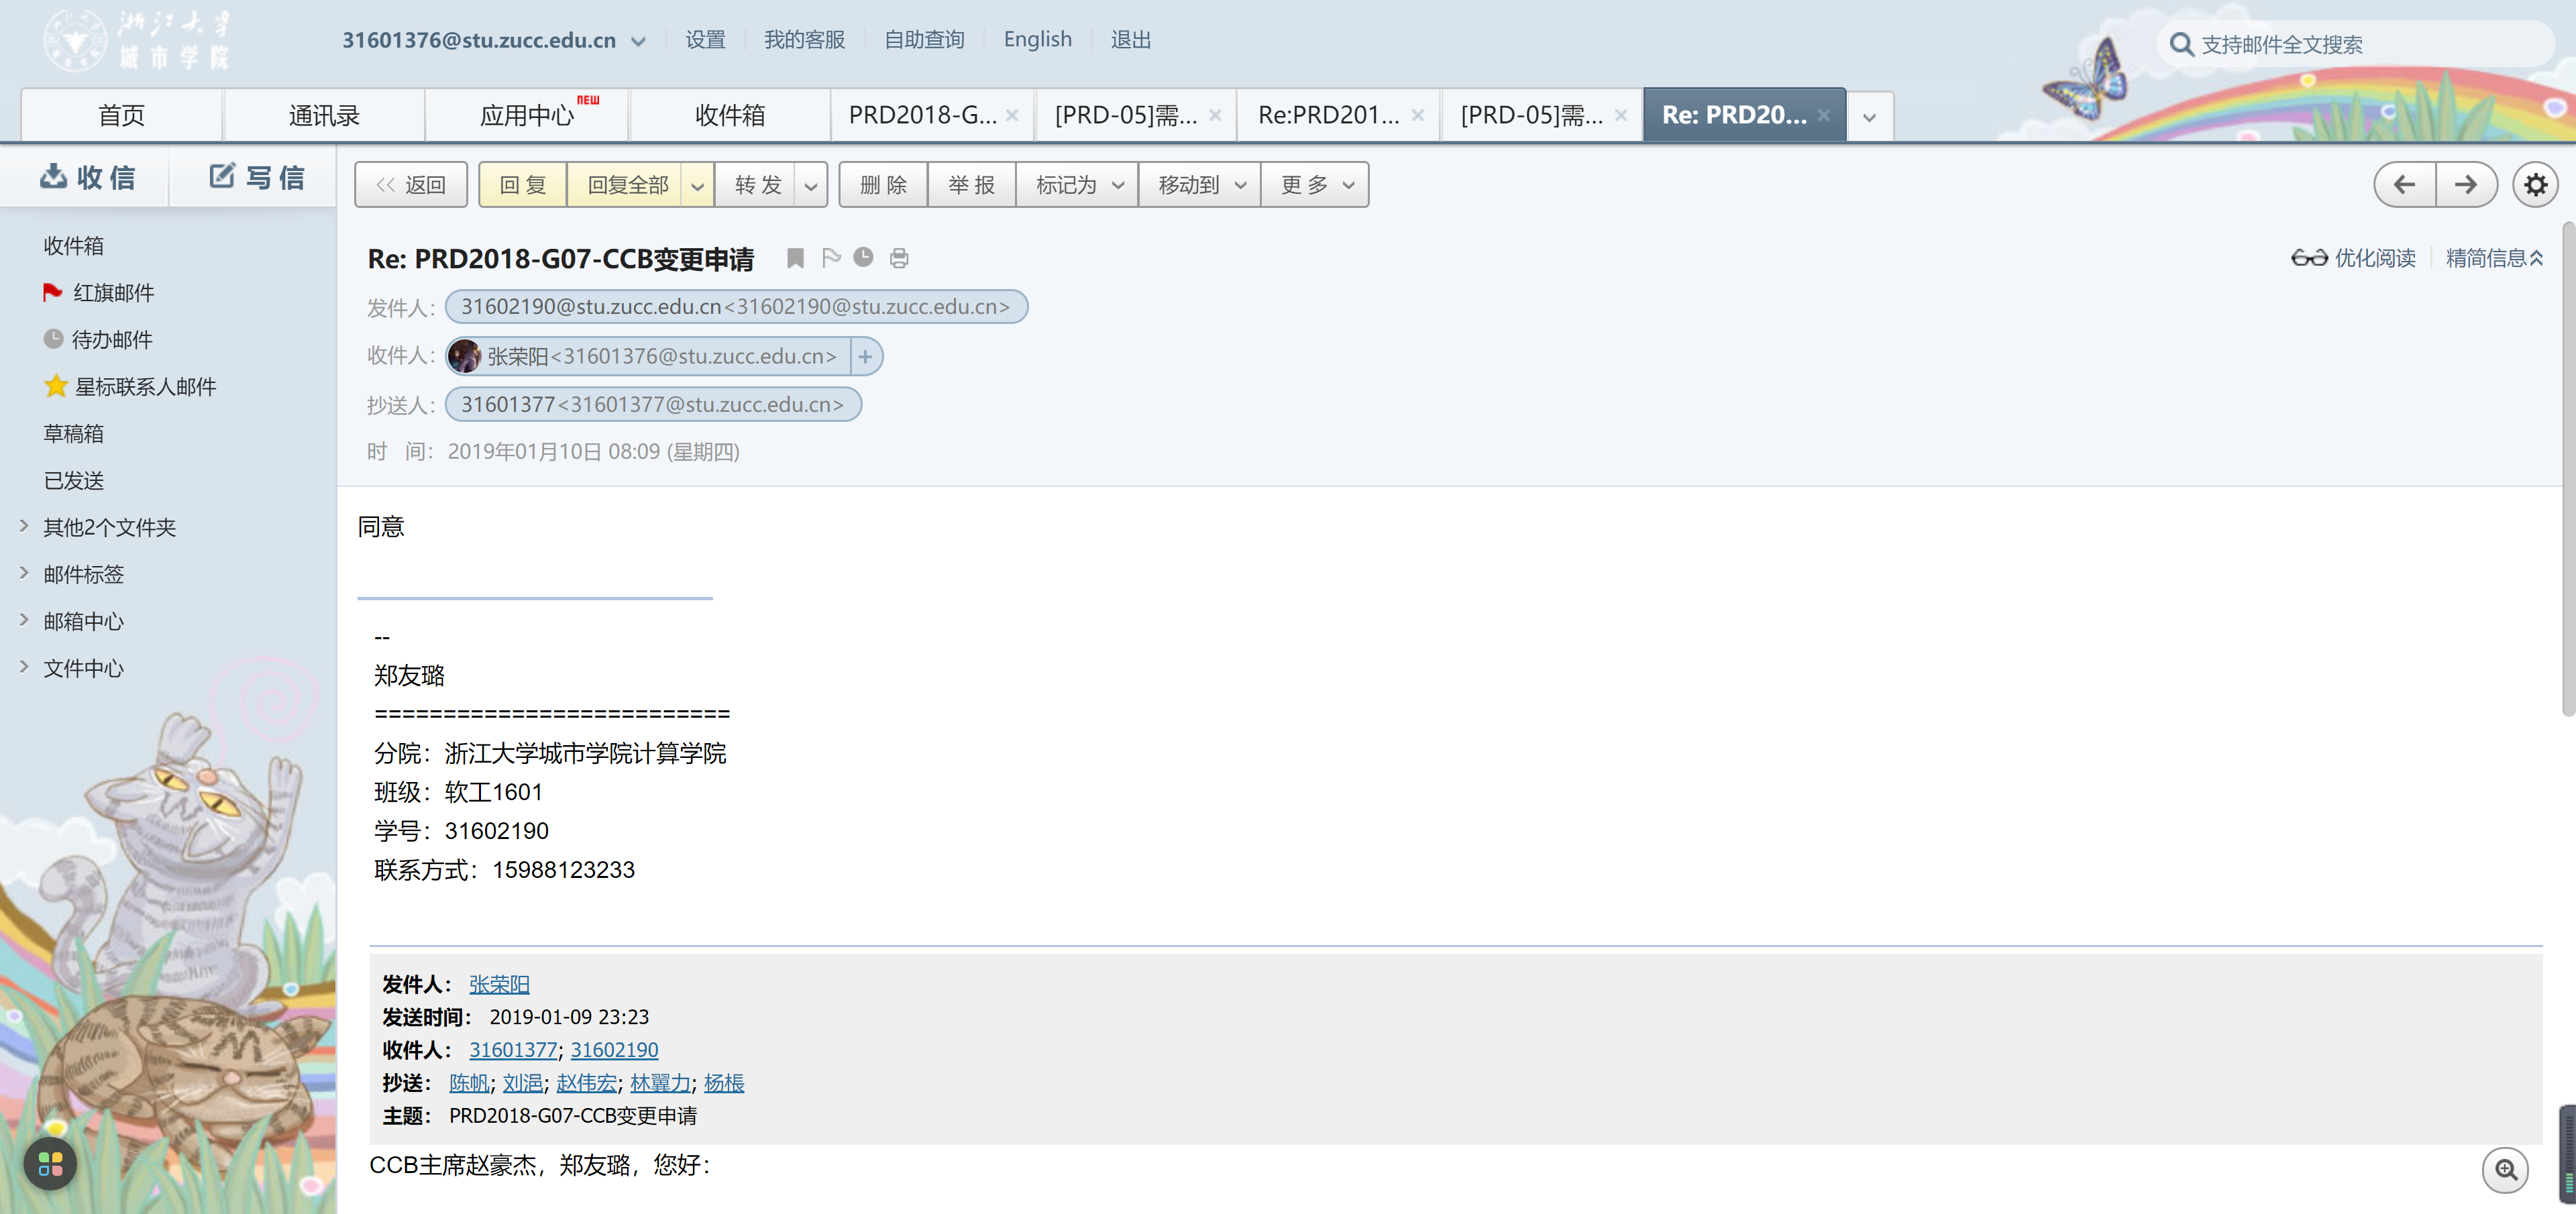 浙江大学
城市学院
31601376@stu.zucc.edu.cn 设置 我的客服 自助查询 English 退出
支持邮件全文搜索
首页 通讯录 应用中心 NEW 收件箱 PRD2018-G... [PRD-05]需... Re:PRD201... [PRD-05]需... Re: PRD20...
收信 写信
<< 返回 回复 回复全部 转发 删除 举报 标记为 移动到 更多
收件箱
红旗邮件
待办邮件
星标联系人邮件
草稿箱
已发送
其他2个文件夹
邮件标签
邮箱中心
文件中心
Re: PRD2018-G07-CCB变更申请
优化阅读 精简信息
发件人： 31602190@stu.zucc.edu.cn<31602190@stu.zucc.edu.cn>
收件人： 张荣阳<31601376@stu.zucc.edu.cn> +
抄送人： 31601377<31601377@stu.zucc.edu.cn>
时 间： 2019年01月10日 08:09 (星期四)
同意
--
郑友璐
==========================
分院：浙江大学城市学院计算学院
班级：软工1601
学号：31602190
联系方式：15988123233
发件人： 张荣阳
发送时间： 2019-01-09 23:23
收件人： 31601377; 31602190
抄送： 陈帆; 刘浥; 赵伟宏; 林翼力; 杨枨
主题： PRD2018-G07-CCB变更申请
CCB主席赵豪杰，郑友璐，您好：